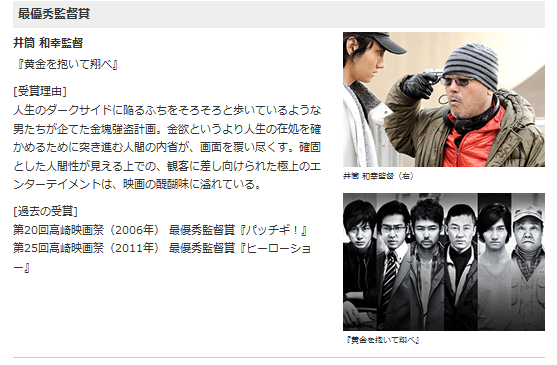 最優秀監督賞
井筒 和幸監督
『黄金を抱いて翔べ』
[受賞理由]
人生のダークサイドに陥るふちをそろそろと歩いているような
男たちが企てた金塊強盗計画。金欲というより人生の在処を確
かめるために突き進む人間の内省が、画面を覆い尽くす。確固
とした人間性が見える上での、観客に差し向けられた極上のエ
ンターテイメントは、映画の醍醐味に溢れている。
[過去の受賞]
第20回高崎映画祭（2006年） 最優秀監督賞『パッチギ！』
第25回高崎映画祭（2011年） 最優秀監督賞『ヒーローショ
ー』
井筒 和幸監督（右）
『黄金を抱いて翔べ』